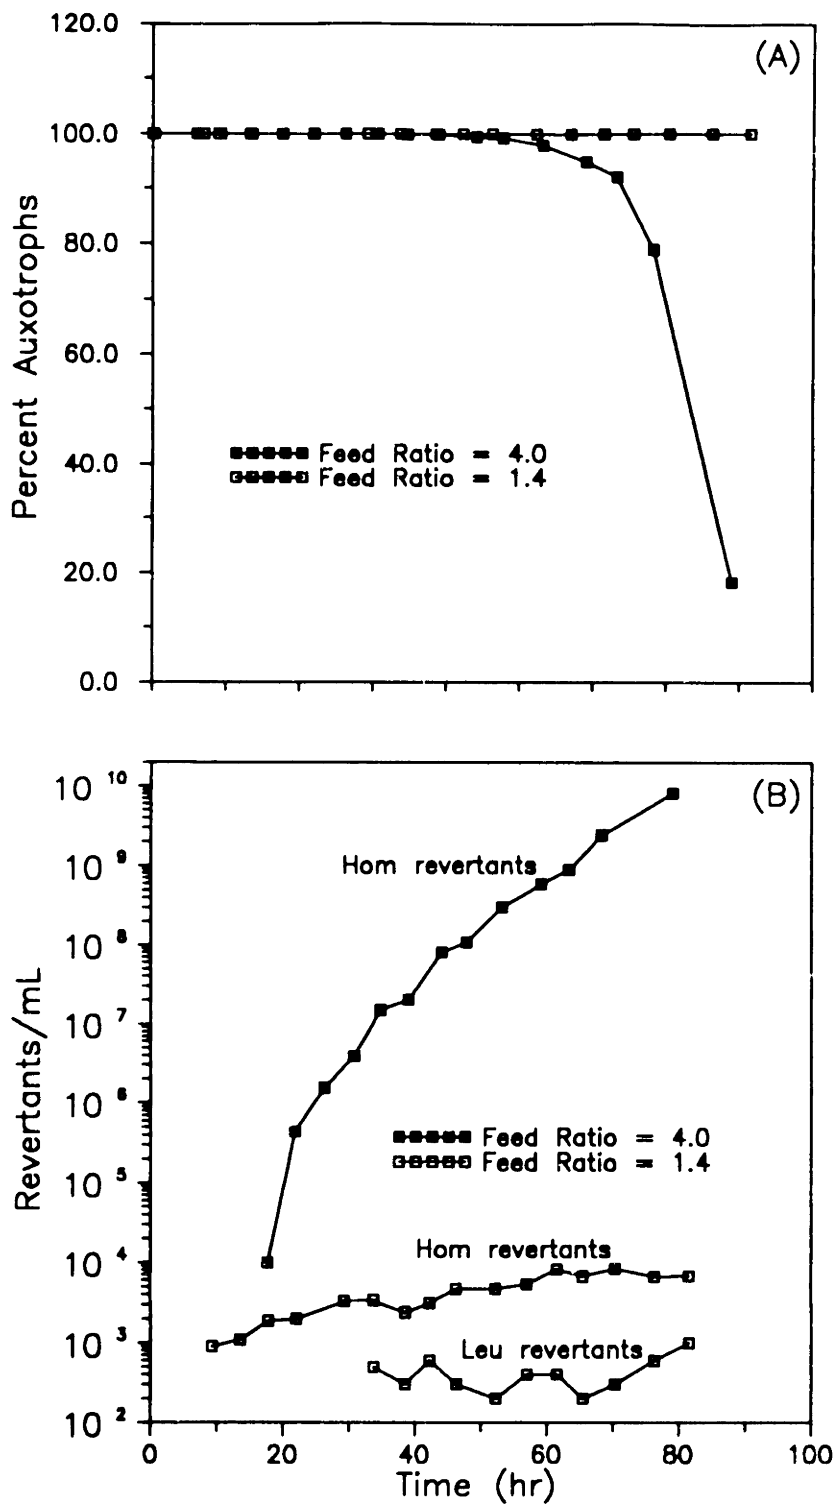 120.0
(A)
100.0
80.0
60.0
40.0
20.0
0.0
Percent Auxotrophs
Feed Ratio = 4.0
Feed Ratio = 1.4
(B)
10 10
10 9
10 8
10 7
10 6
10 5
10 4
10 3
10 2
Revertants/mL
Hom revertants
Feed Ratio = 4.0
Feed Ratio = 1.4
Hom revertants
Leu revertants
0 20 40 60 80 100
Time (hr)